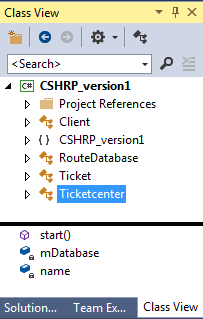 Class View
<Search>
C# CSHRP_version1
Project References
Client
{ } CSHRP_version1
RouteDatabase
Ticket
Ticketcenter
start()
mDatabase
name
Solution... Team Ex... Class View